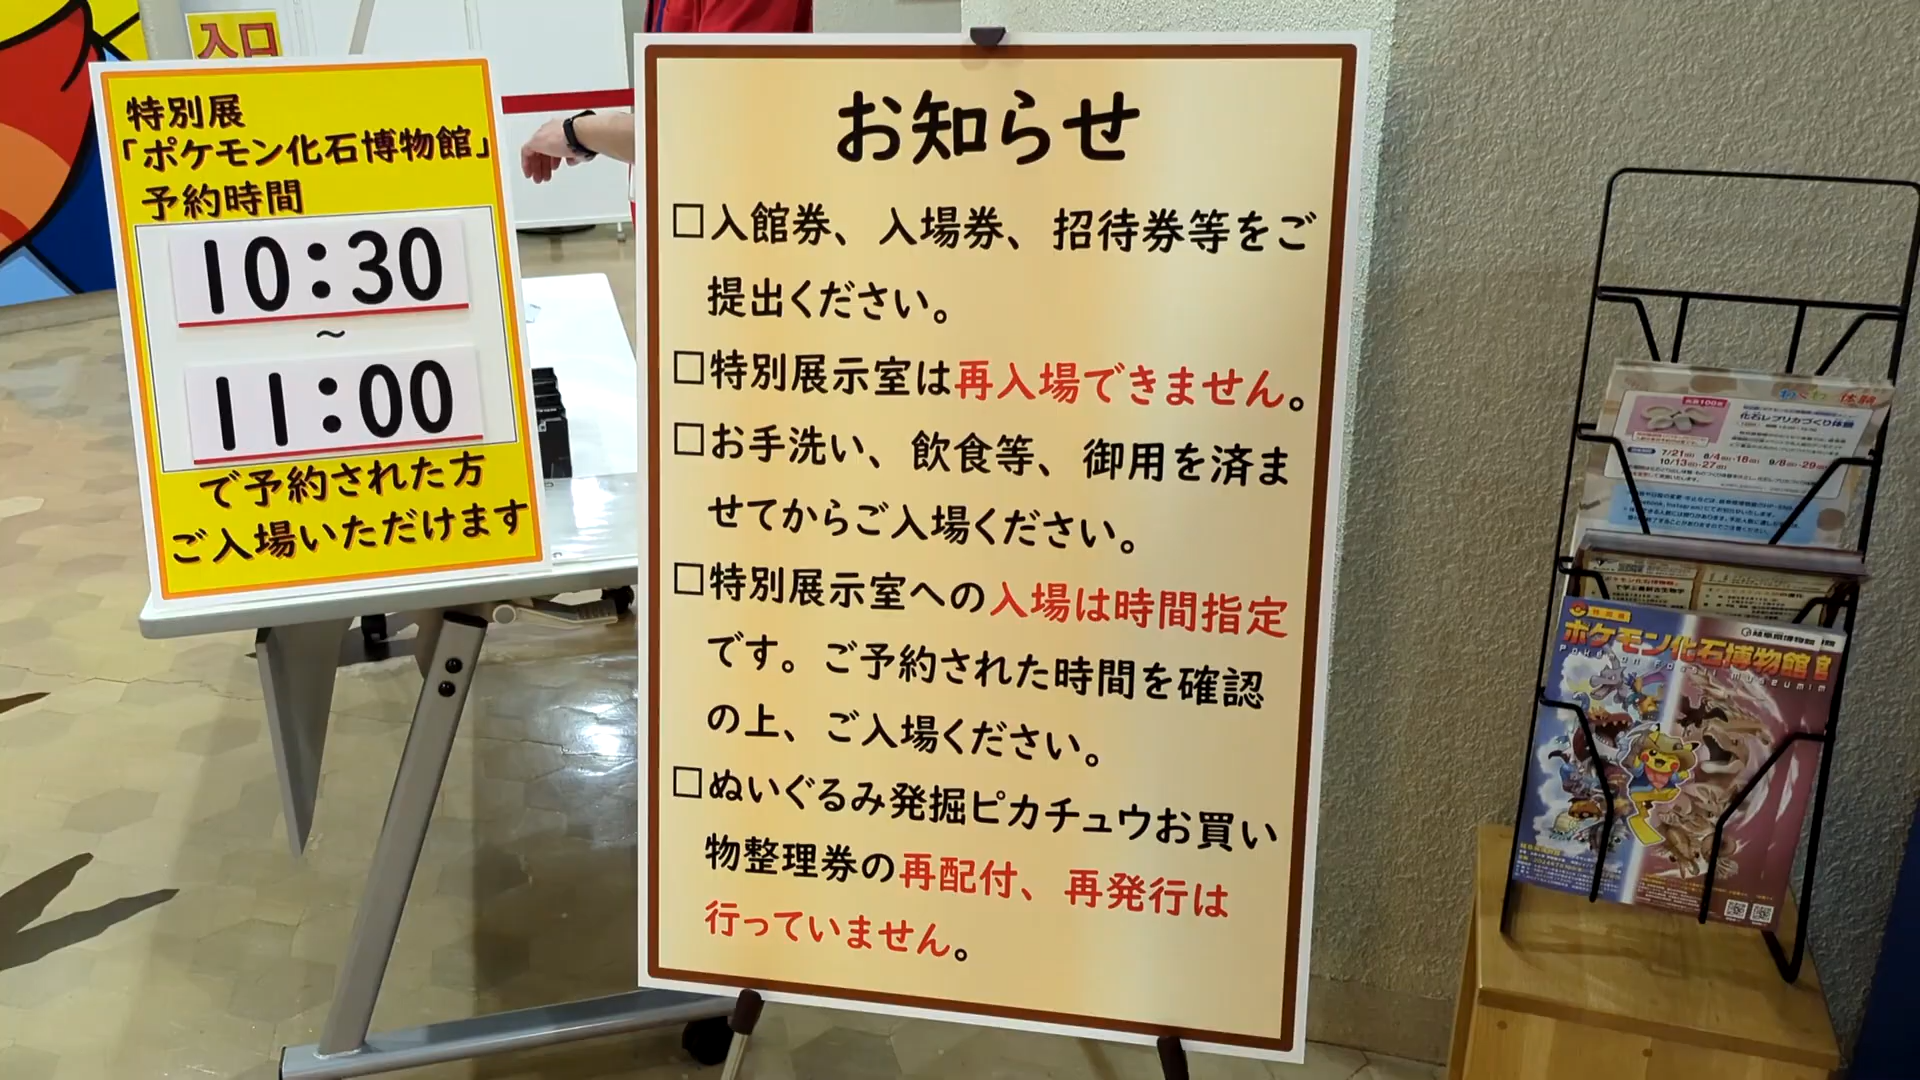 入口
特別展
「ポケモン化石博物館」
予約時間
10:30
～
11:00
で予約された方
ご入場いただけます
お知らせ
□入館券、入場券、招待券等をご
提出ください。
□特別展示室は再入場できません。
□お手洗い、飲食等、御用を済ま
せてからご入場ください。
□特別展示室への入場は時間指定
です。ご予約された時間を確認
の上、ご入場ください。
□ぬいぐるみ発掘ピカチュウお買い
物整理券の再配付、再発行は
行っていません。
わくわく体験
化石レプリカづくり体験
特別展
ポケモン化石博物館